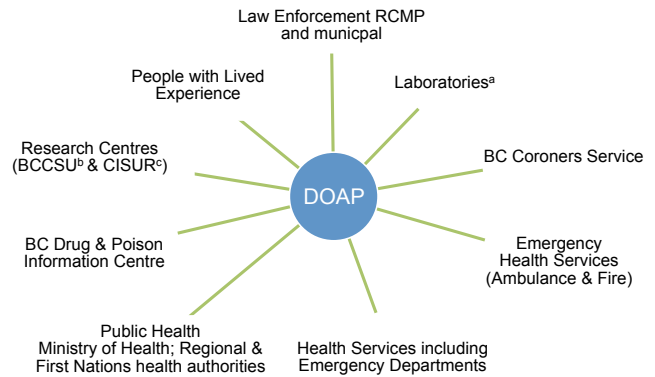 Law Enforcement RCMP
and municpal
People with Lived
Experience
Laboratoriesᵃ
Research Centres
(BCCSUᵇ & CISURᶜ)
BC Coroners Service
DOAP
BC Drug & Poison
Information Centre
Emergency
Health Services
(Ambulance & Fire)
Public Health
Ministry of Health; Regional &
First Nations health authorities
Health Services including
Emergency Departments